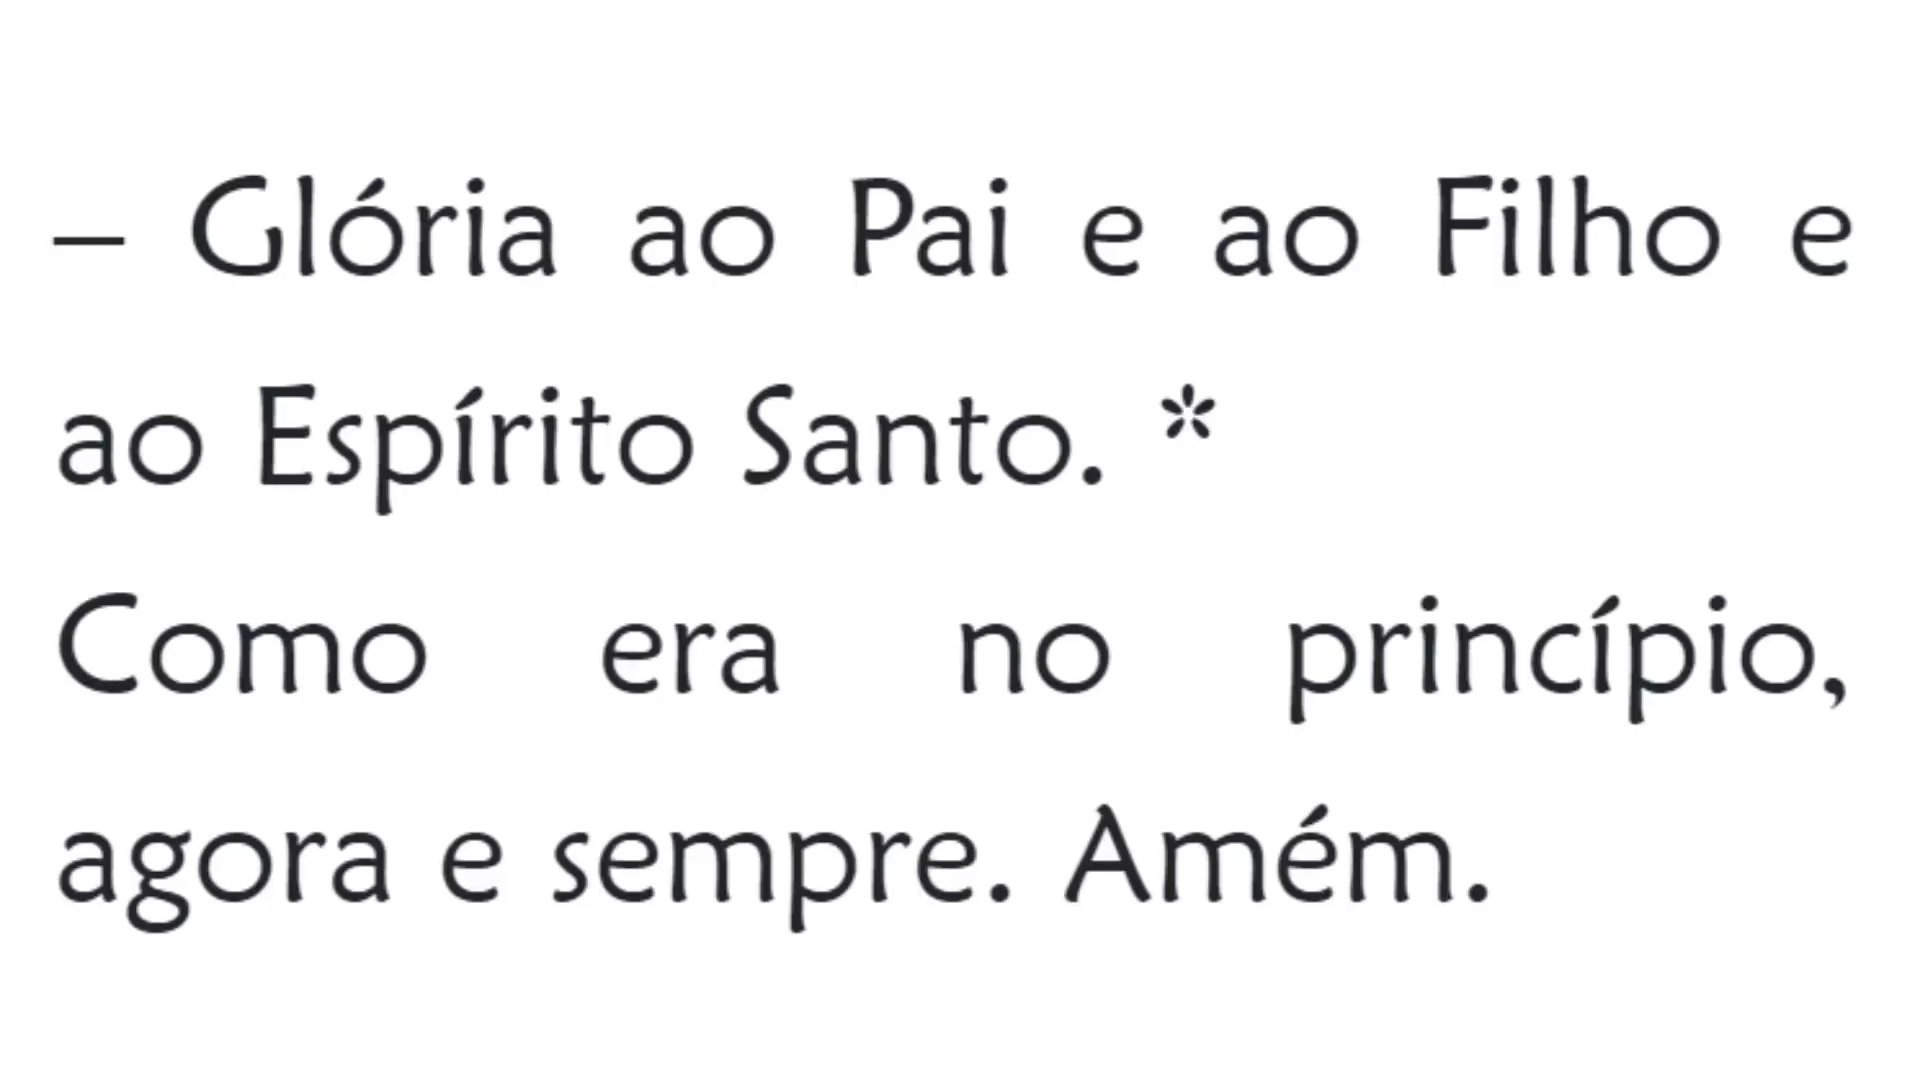 – Glória ao Pai e ao Filho e
ao Espírito Santo. *
Como era no princípio,
agora e sempre. Amém.